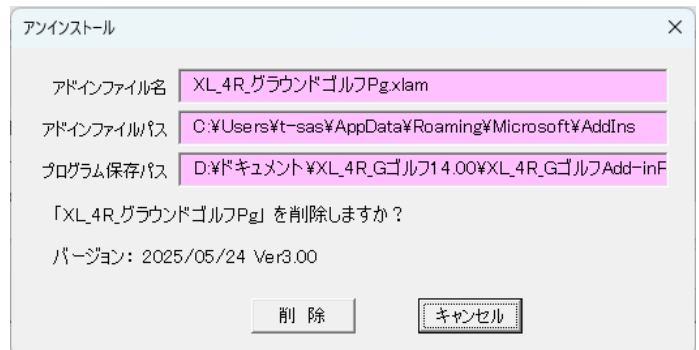 アンインストール
アドインファイル名 XL_4R_グラウンドゴルフPg.xlam
アドインファイルパス C:¥Users¥t-sas¥AppData¥Roaming¥Microsoft¥AddIns
プログラム保存パス D:¥ドキュメント¥XL_4R_Gゴルフ14.00¥XL_4R_GゴルフAdd-inF
「XL_4R_グラウンドゴルフPg」を削除しますか?
バージョン: 2025/05/24 Ver3.00
削 除 キャンセル